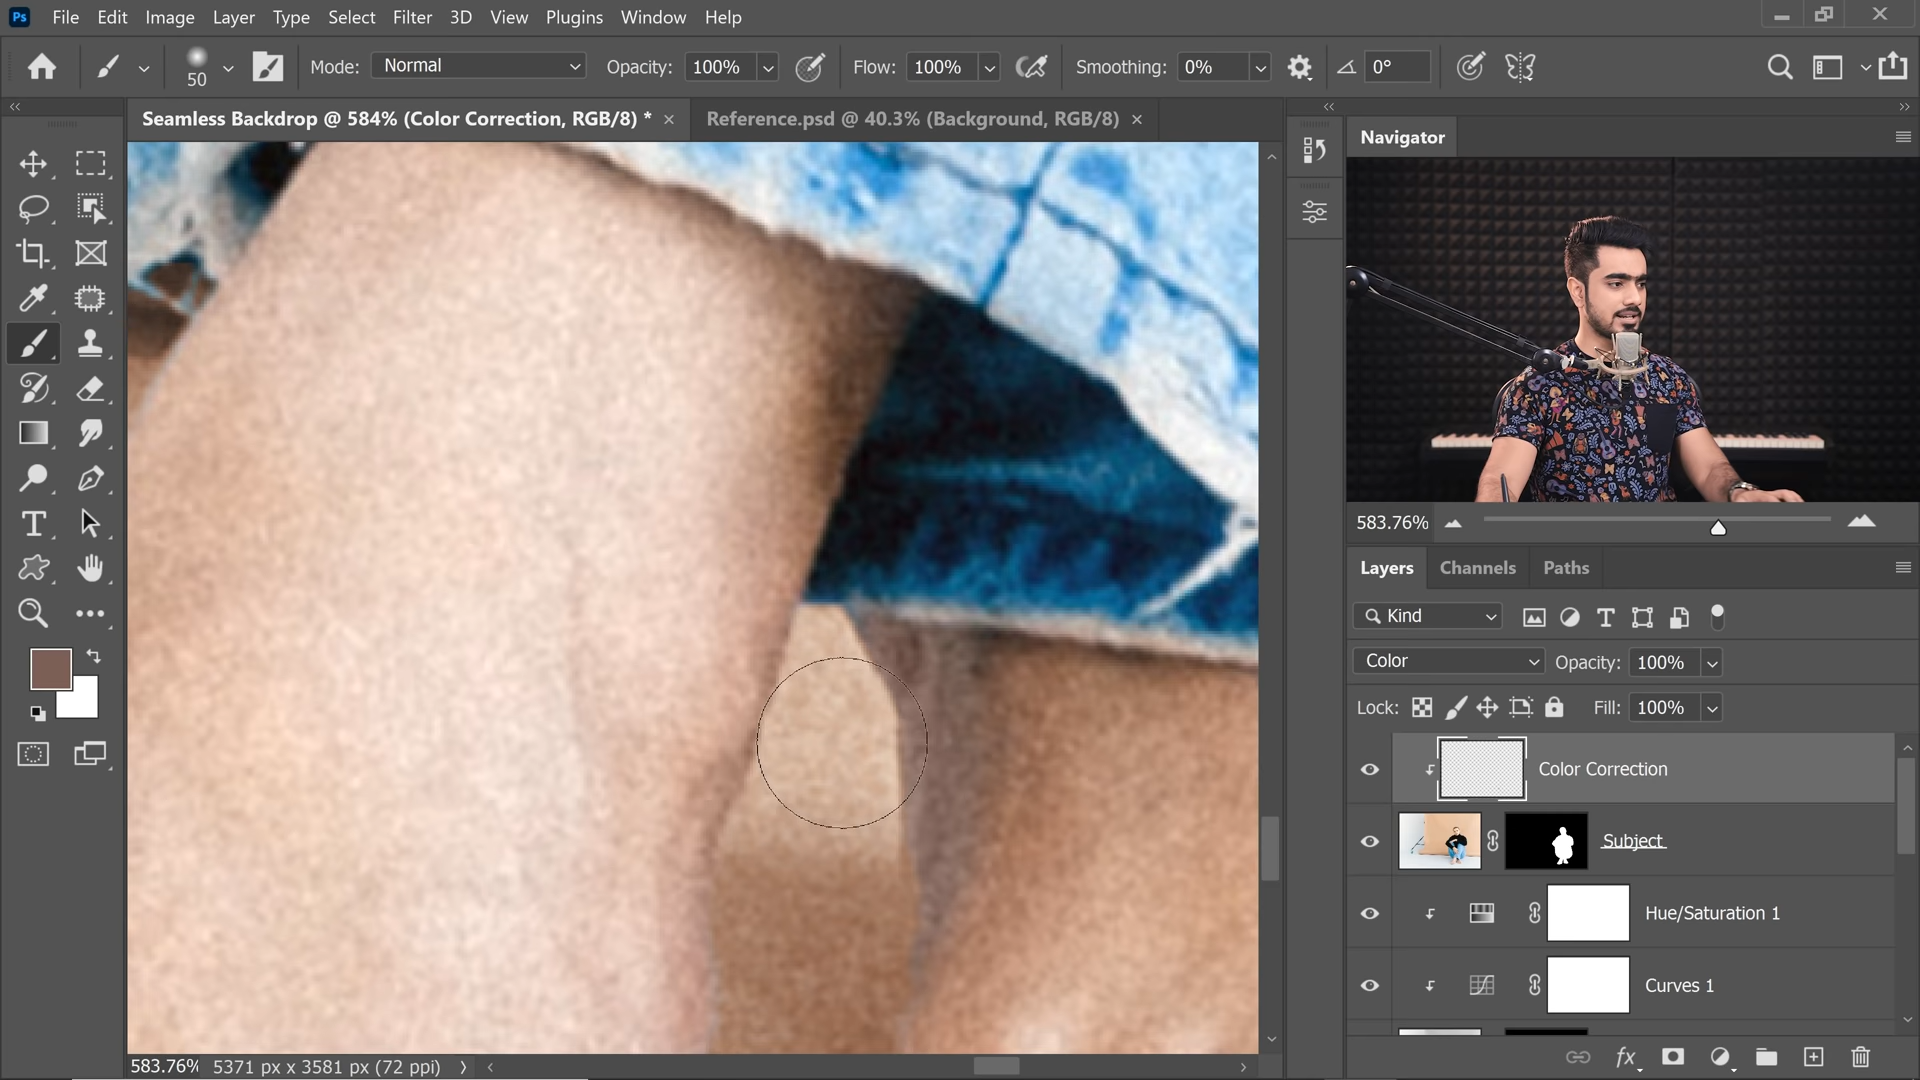 Ps File Edit Image Layer Type Select Filter 3D View Plugins Window Help
50 Mode: Normal Opacity: 100% Flow: 100% Smoothing: 0% 0°
Seamless Backdrop @ 584% (Color Correction, RGB/8) * × Reference.psd @ 40.3% (Background, RGB/8) ×
Navigator
583.76%
Layers Channels Paths
Kind
Color Opacity: 100%
Lock: Fill: 100%
Color Correction
Subject
Hue/Saturation 1
Curves 1
583.76% 5371 px x 3581 px (72 ppi)
fx